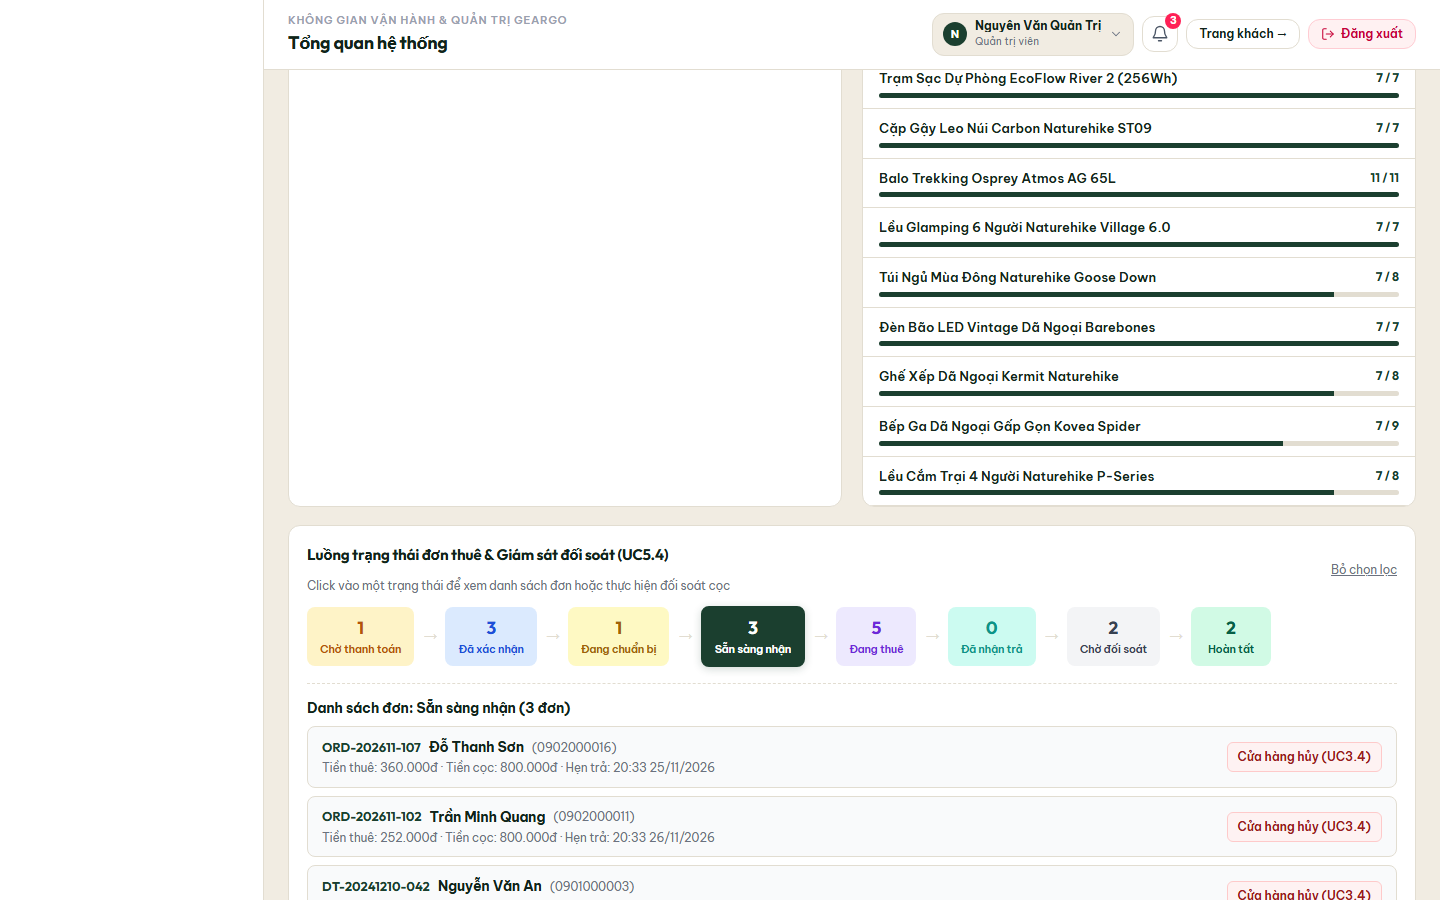 KHÔNG GIAN VẬN HÀNH & QUẢN TRỊ GEARGO
Tổng quan hệ thống
N
Nguyễn Văn Quản Trị
Quản trị viên
3
Trang khách →
Đăng xuất
Trạm Sạc Dự Phòng EcoFlow River 2 (256Wh) 7 / 7
Cặp Gậy Leo Núi Carbon Naturehike ST09 7 / 7
Balo Trekking Osprey Atmos AG 65L 11 / 11
Lều Glamping 6 Người Naturehike Village 6.0 7 / 7
Túi Ngủ Mùa Đông Naturehike Goose Down 7 / 8
Đèn Bão LED Vintage Dã Ngoại Barebones 7 / 7
Ghế Xếp Dã Ngoại Kermit Naturehike 7 / 8
Bếp Ga Dã Ngoại Gấp Gọn Kovea Spider 7 / 9
Lều Cắm Trại 4 Người Naturehike P-Series 7 / 8
Luồng trạng thái đơn thuê & Giám sát đối soát (UC5.4)
Click vào một trạng thái để xem danh sách đơn hoặc thực hiện đối soát cọc
Bỏ chọn lọc
1 → 3 → 1 → 3 → 5 → 0 → 2 → 2
Chờ thanh toán Đã xác nhận Đang chuẩn bị Sẵn sàng nhận Đang thuê Đã nhận trả Chờ đối soát Hoàn tất
Danh sách đơn: Sẵn sàng nhận (3 đơn)
ORD-202611-107 Đỗ Thanh Sơn (0902000016)
Tiền thuê: 360.000đ · Tiền cọc: 800.000đ · Hẹn trả: 20:33 25/11/2026
Cửa hàng hủy (UC3.4)
ORD-202611-102 Trần Minh Quang (0902000011)
Tiền thuê: 252.000đ · Tiền cọc: 800.000đ · Hẹn trả: 20:33 26/11/2026
Cửa hàng hủy (UC3.4)
DT-20241210-042 Nguyễn Văn An (0901000003)
Cửa hàng hủy (UC3.4)